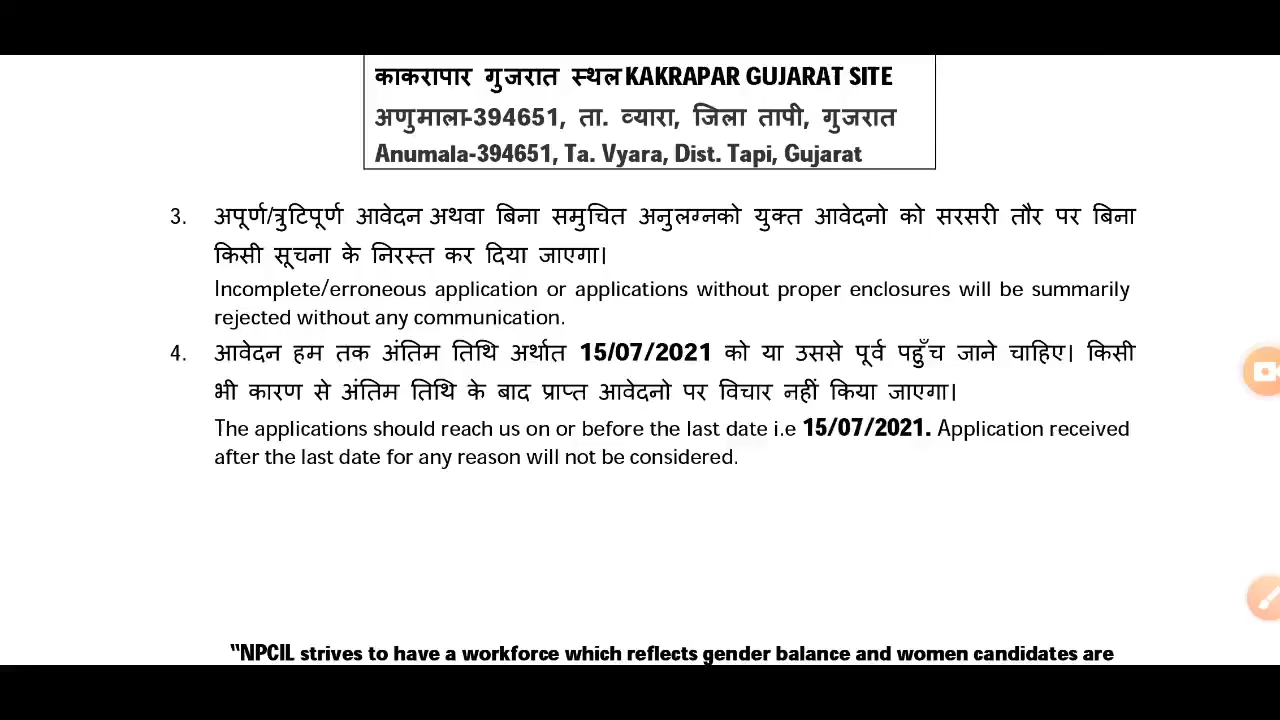 काकरापार गुजरात स्थल KAKRAPAR GUJARAT SITE
अणुमाला-394651, ता. व्यारा, जिला तापी, गुजरात
Anumala-394651, Ta. Vyara, Dist. Tapi, Gujarat
3. अपूर्ण/त्रुटिपूर्ण आवेदन अथवा बिना समुचित अनुलग्नको युक्त आवेदनो को सरसरी तौर पर बिना
किसी सूचना के निरस्त कर दिया जाएगा।
Incomplete/erroneous application or applications without proper enclosures will be summarily
rejected without any communication.
4. आवेदन हम तक अंतिम तिथि अर्थात 15/07/2021 को या उससे पूर्व पहुँच जाने चाहिए। किसी
भी कारण से अंतिम तिथि के बाद प्राप्त आवेदनो पर विचार नहीं किया जाएगा।
The applications should reach us on or before the last date i.e 15/07/2021. Application received
after the last date for any reason will not be considered.
"NPCIL strives to have a workforce which reflects gender balance and women candidates are